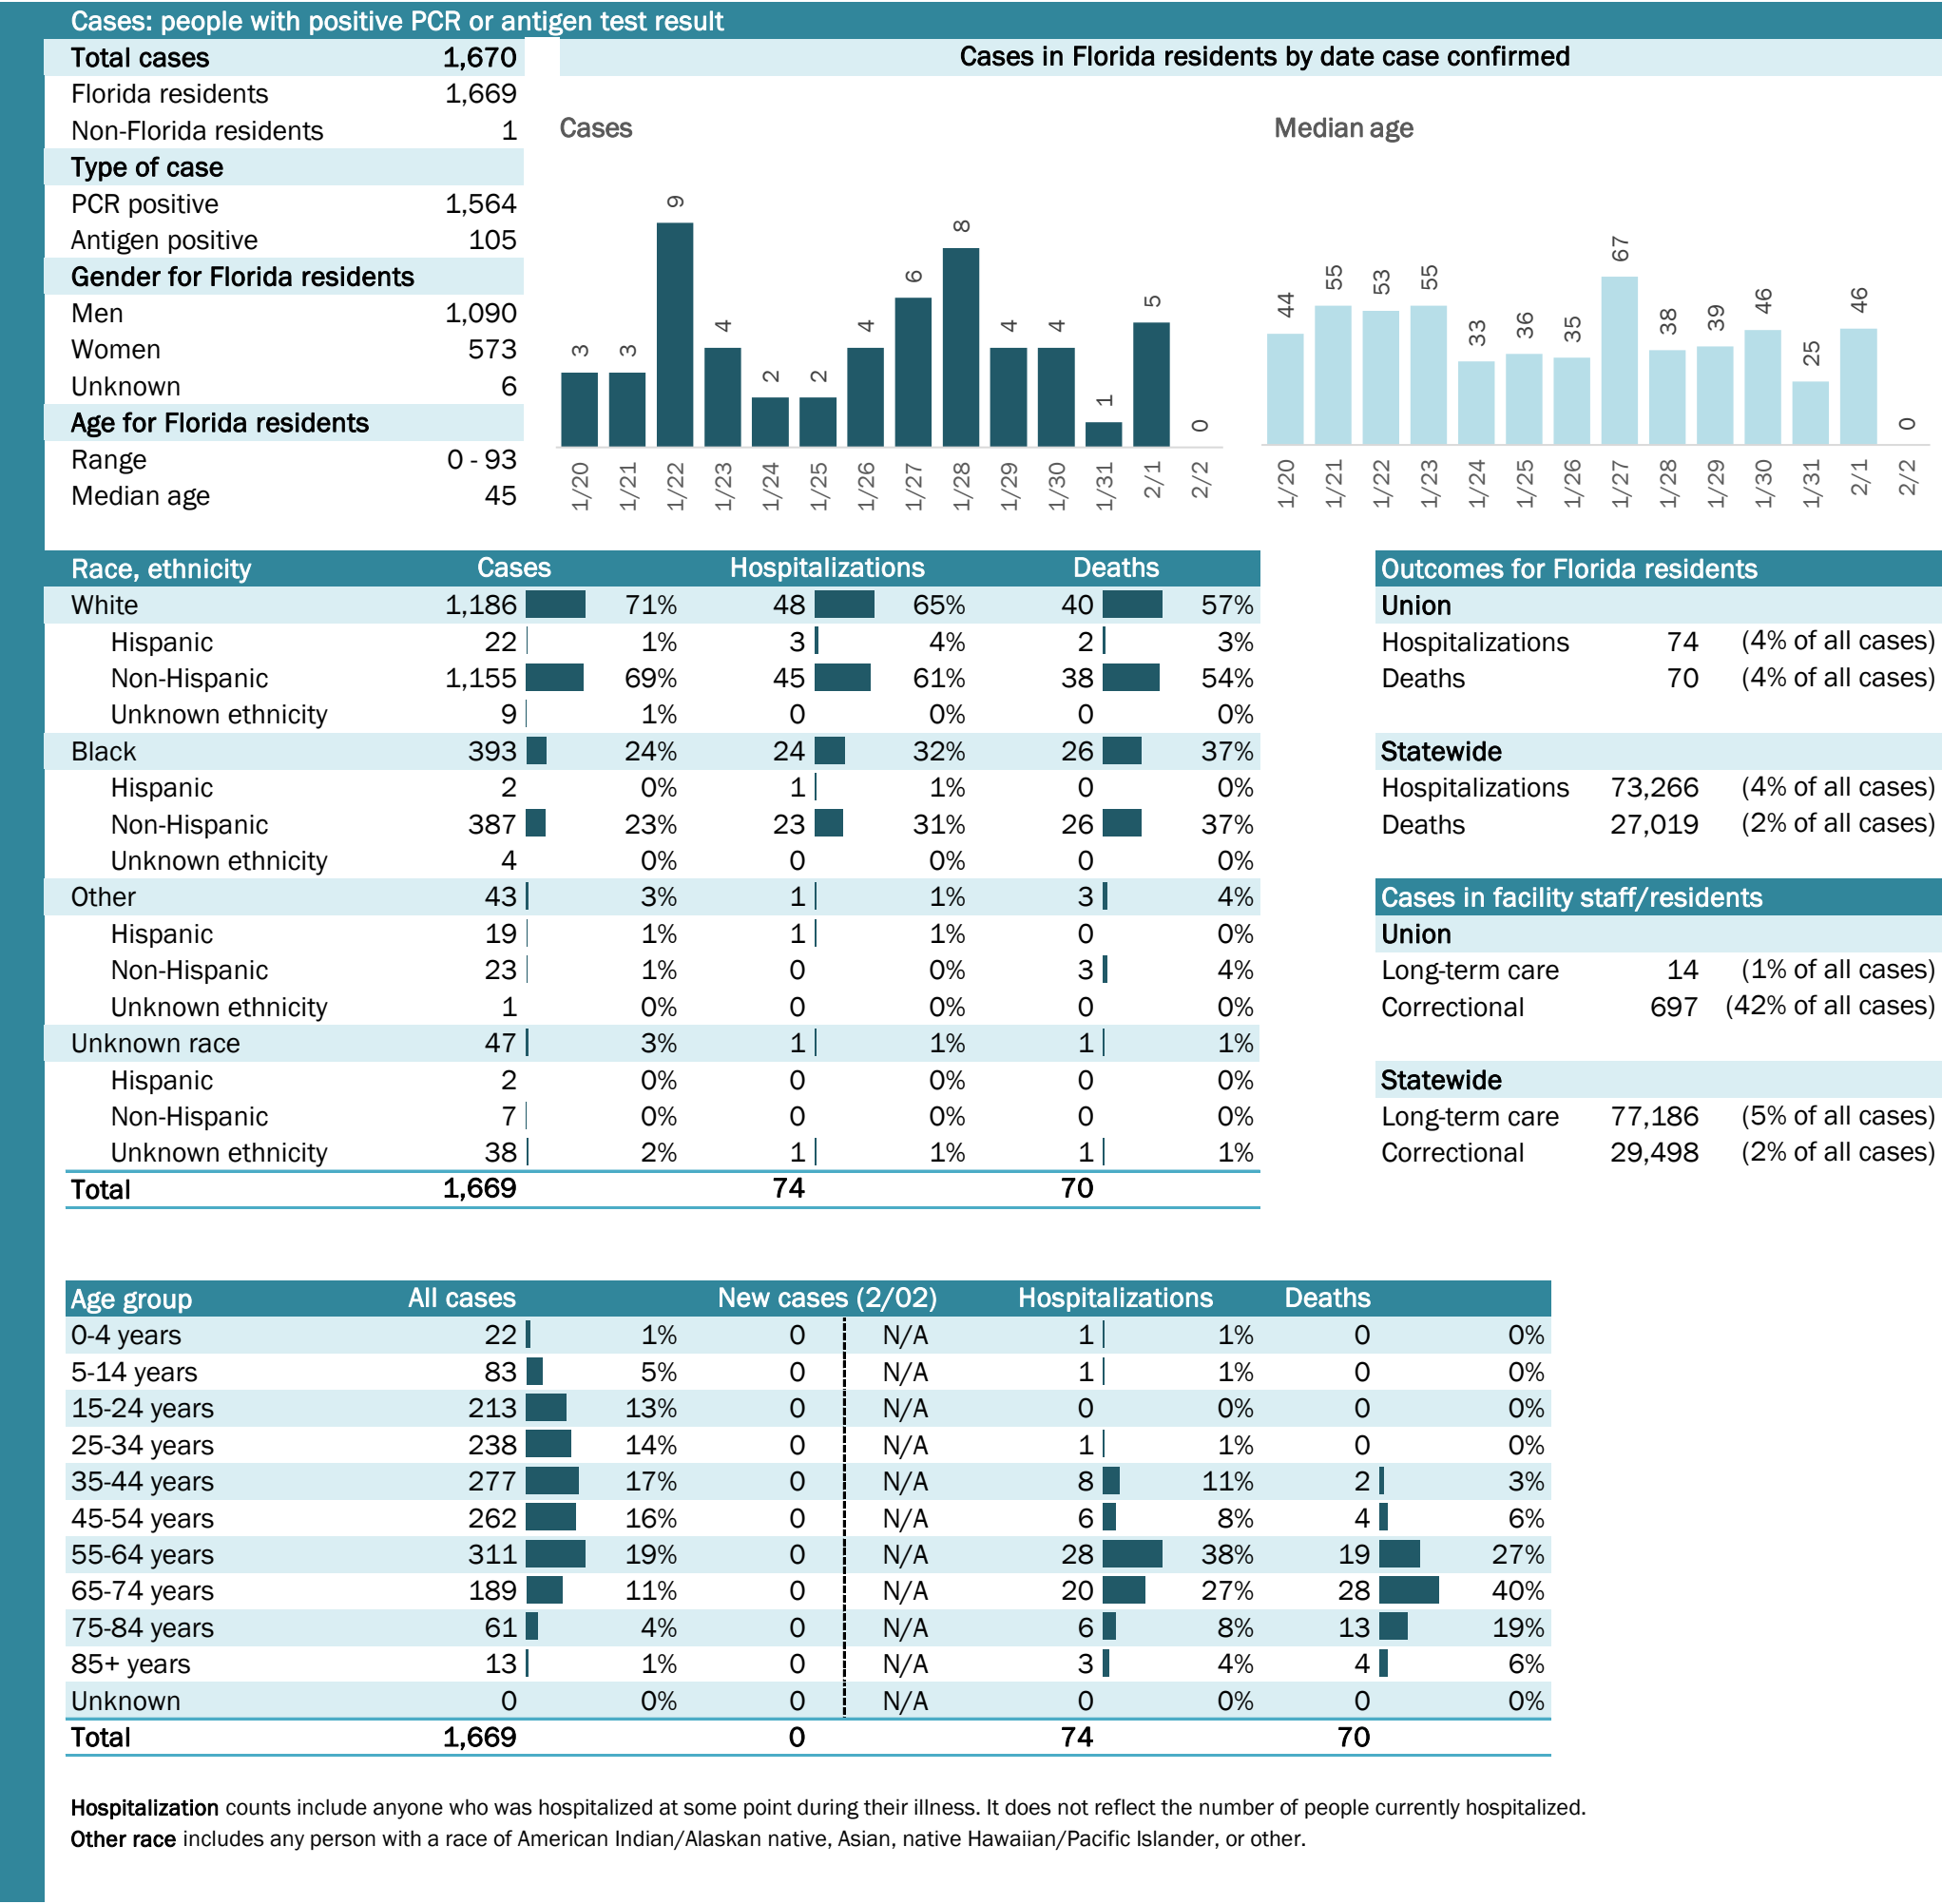 Cases: people with positive PCR or antigen test result
Total cases 1,670
Florida residents 1,669
Non-Florida residents 1
Type of case
PCR positive 1,564
Antigen positive 105
Gender for Florida residents
Men 1,090
Women 573
Unknown 6
Age for Florida residents
Range 0 - 93
Median age 45
Cases in Florida residents by date case confirmed
Cases
3 3 9 4 2 2 4 6 8 4 4 1 5 0
1/20 1/21 1/22 1/23 1/24 1/25 1/26 1/27 1/28 1/29 1/30 1/31 2/1 2/2
Median age
44 55 53 55 33 36 35 67 38 39 46 25 46 0
1/20 1/21 1/22 1/23 1/24 1/25 1/26 1/27 1/28 1/29 1/30 1/31 2/1 2/2
Race, ethnicity Cases Hospitalizations Deaths
White 1,186 71% 48 65% 40 57%
Hispanic 22 1% 3 4% 2 3%
Non-Hispanic 1,155 69% 45 61% 38 54%
Unknown ethnicity 9 1% 0 0% 0 0%
Black 393 24% 24 32% 26 37%
Hispanic 2 0% 1 1% 0 0%
Non-Hispanic 387 23% 23 31% 26 37%
Unknown ethnicity 4 0% 0 0% 0 0%
Other 43 3% 1 1% 3 4%
Hispanic 19 1% 1 1% 0 0%
Non-Hispanic 23 1% 0 0% 3 4%
Unknown ethnicity 1 0% 0 0% 0 0%
Unknown race 47 3% 1 1% 1 1%
Hispanic 2 0% 0 0% 0 0%
Non-Hispanic 7 0% 0 0% 0 0%
Unknown ethnicity 38 2% 1 1% 1 1%
Total 1,669 74 70
Outcomes for Florida residents
Union
Hospitalizations 74 (4% of all cases)
Deaths 70 (4% of all cases)
Statewide
Hospitalizations 73,266 (4% of all cases)
Deaths 27,019 (2% of all cases)
Cases in facility staff/residents
Union
Long-term care 14 (1% of all cases)
Correctional 697 (42% of all cases)
Statewide
Long-term care 77,186 (5% of all cases)
Correctional 29,498 (2% of all cases)
Age group All cases New cases (2/02) Hospitalizations Deaths
0-4 years 22 1% 0 N/A 1 1% 0 0%
5-14 years 83 5% 0 N/A 1 1% 0 0%
15-24 years 213 13% 0 N/A 0 0% 0 0%
25-34 years 238 14% 0 N/A 1 1% 0 0%
35-44 years 277 17% 0 N/A 8 11% 2 3%
45-54 years 262 16% 0 N/A 6 8% 4 6%
55-64 years 311 19% 0 N/A 28 38% 19 27%
65-74 years 189 11% 0 N/A 20 27% 28 40%
75-84 years 61 4% 0 N/A 6 8% 13 19%
85+ years 13 1% 0 N/A 3 4% 4 6%
Unknown 0 0% 0 N/A 0 0% 0 0%
Total 1,669 0 74 70
Hospitalization counts include anyone who was hospitalized at some point during their illness. It does not reflect the number of people currently hospitalized.
Other race includes any person with a race of American Indian/Alaskan native, Asian, native Hawaiian/Pacific Islander, or other.